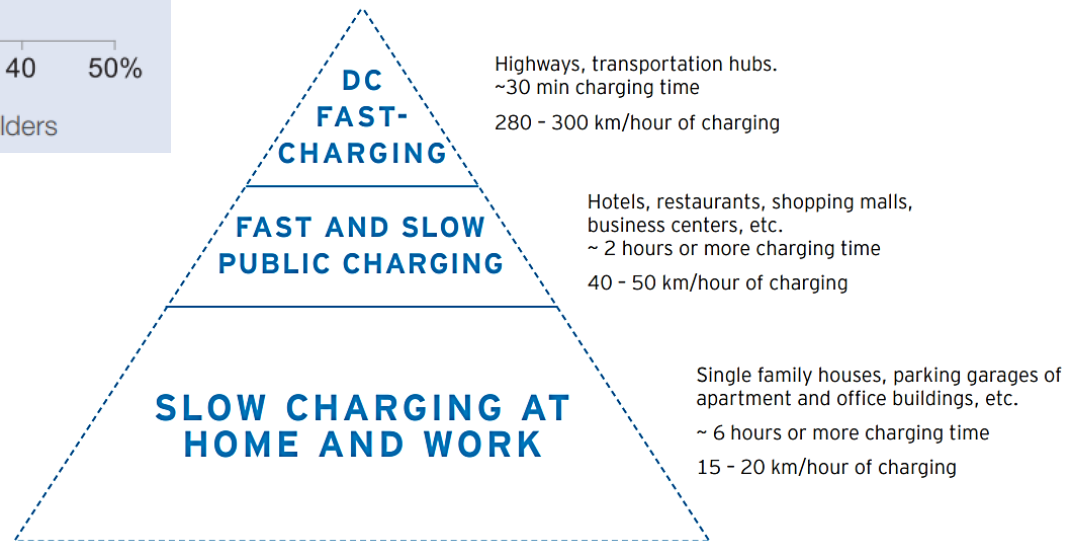 40 50%
lders
DC
FAST-
CHARGING
Highways, transportation hubs.
~30 min charging time
280 – 300 km/hour of charging
FAST AND SLOW
PUBLIC CHARGING
Hotels, restaurants, shopping malls,
business centers, etc.
~ 2 hours or more charging time
40 – 50 km/hour of charging
SLOW CHARGING AT
HOME AND WORK
Single family houses, parking garages of
apartment and office buildings, etc.
~ 6 hours or more charging time
15 – 20 km/hour of charging